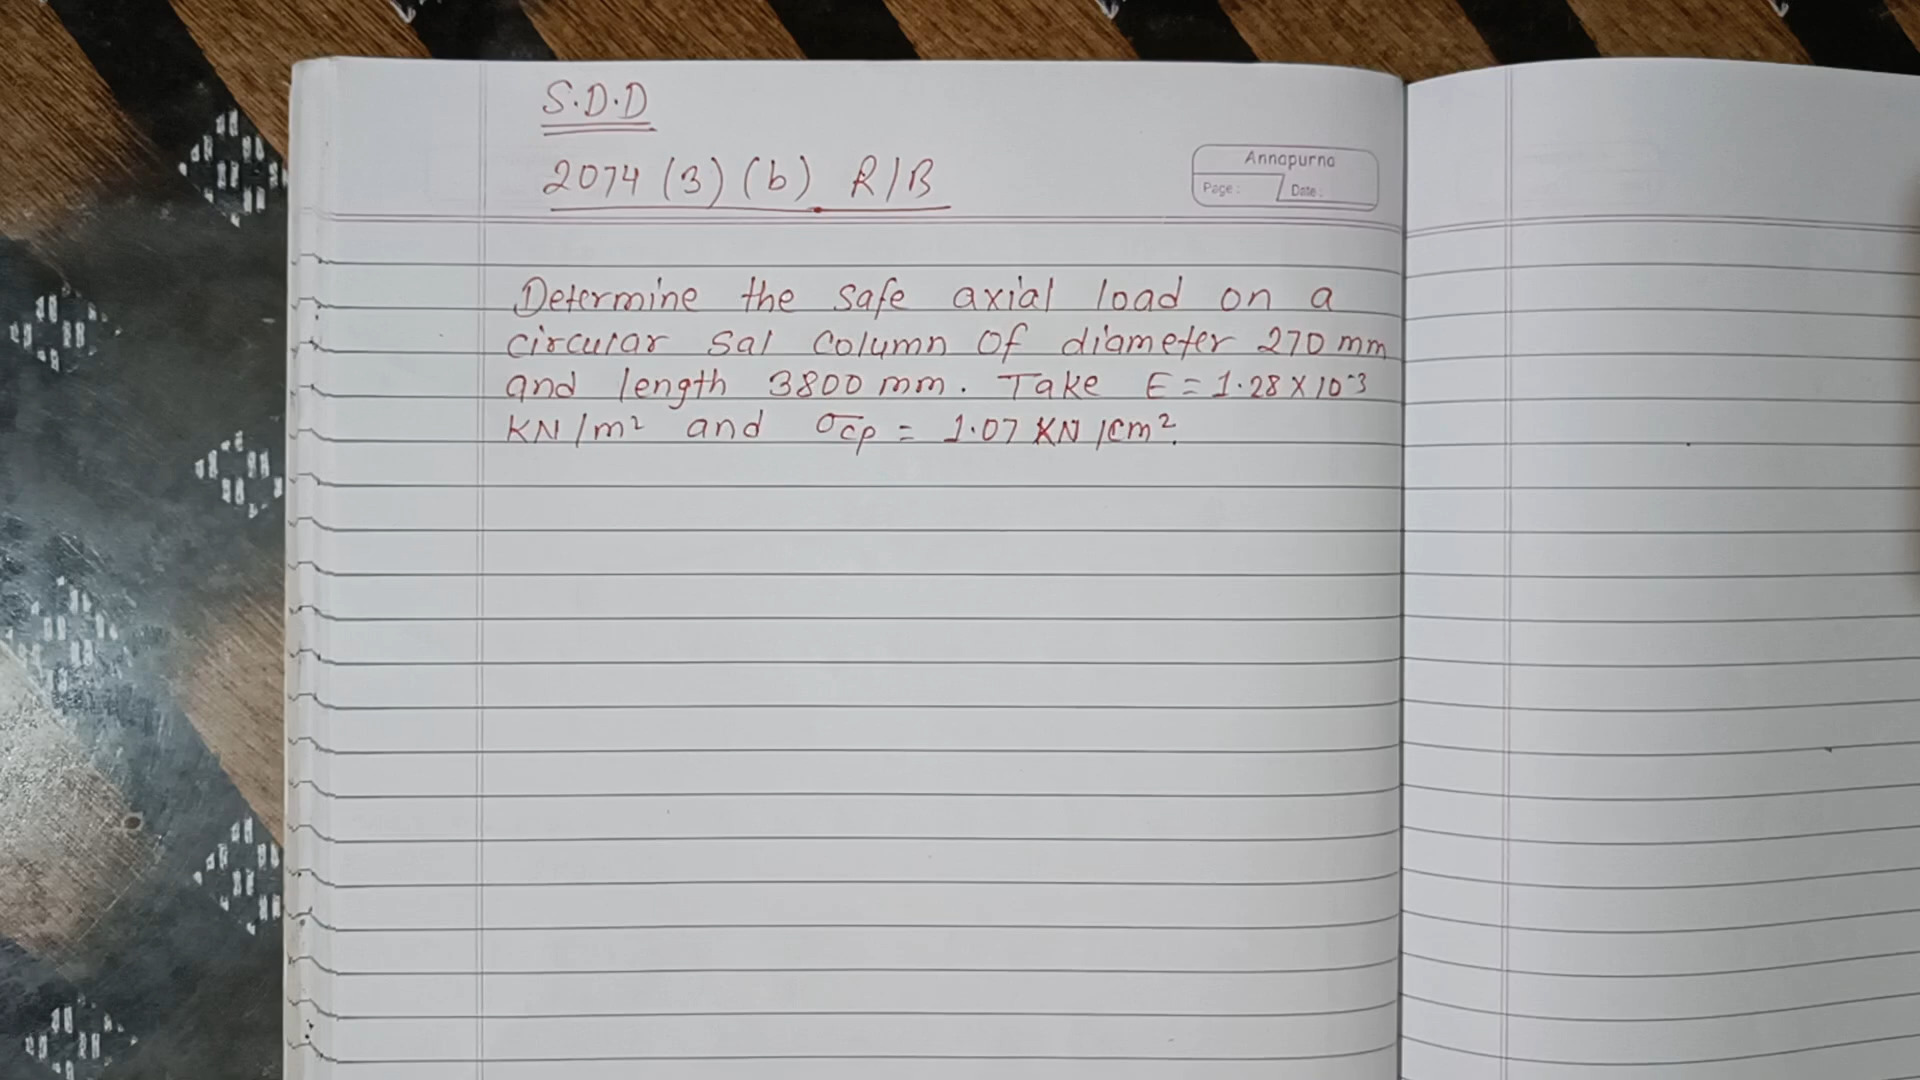 S.D.D
2074 (3) (b) R/B
Annapurna
Page: Date:
Determine the safe axial load on a
circular sal column of diameter 270 mm
and length 3800 mm. Take E = 1.28 X 10⁻³
KN/m² and σcp = 1.07 KN/cm².